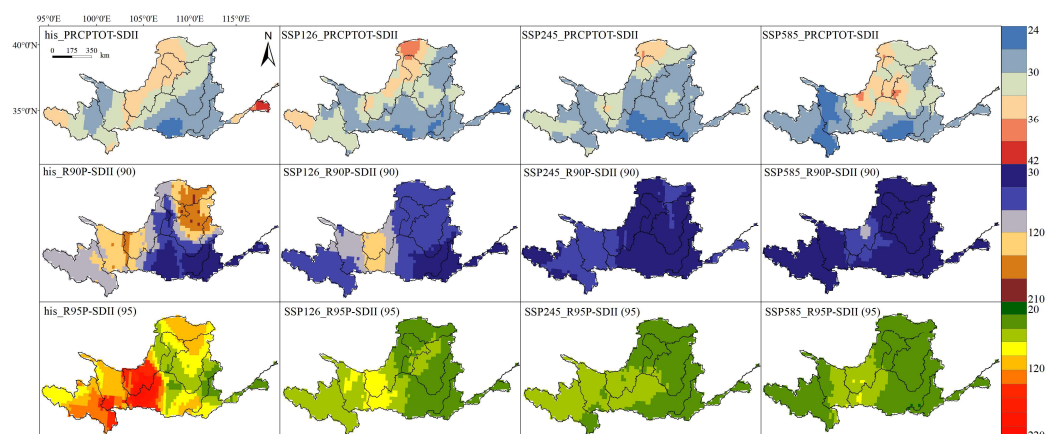 95°0'E 100°0'E 105°0'E 110°0'E 115°0'E
his_PRCPTOT-SDII SSP126_PRCPTOT-SDII SSP245_PRCPTOT-SDII SSP585_PRCPTOT-SDII 24
40°0'N 0 175 350 N
km
30
35°0'N
36
42
his_R90P-SDII (90) SSP126_R90P-SDII (90) SSP245_R90P-SDII (90) SSP585_R90P-SDII (90) 30
120
210
his_R95P-SDII (95) SSP126_R95P-SDII (95) SSP245_R95P-SDII (95) SSP585_R95P-SDII (95) 20
120
220